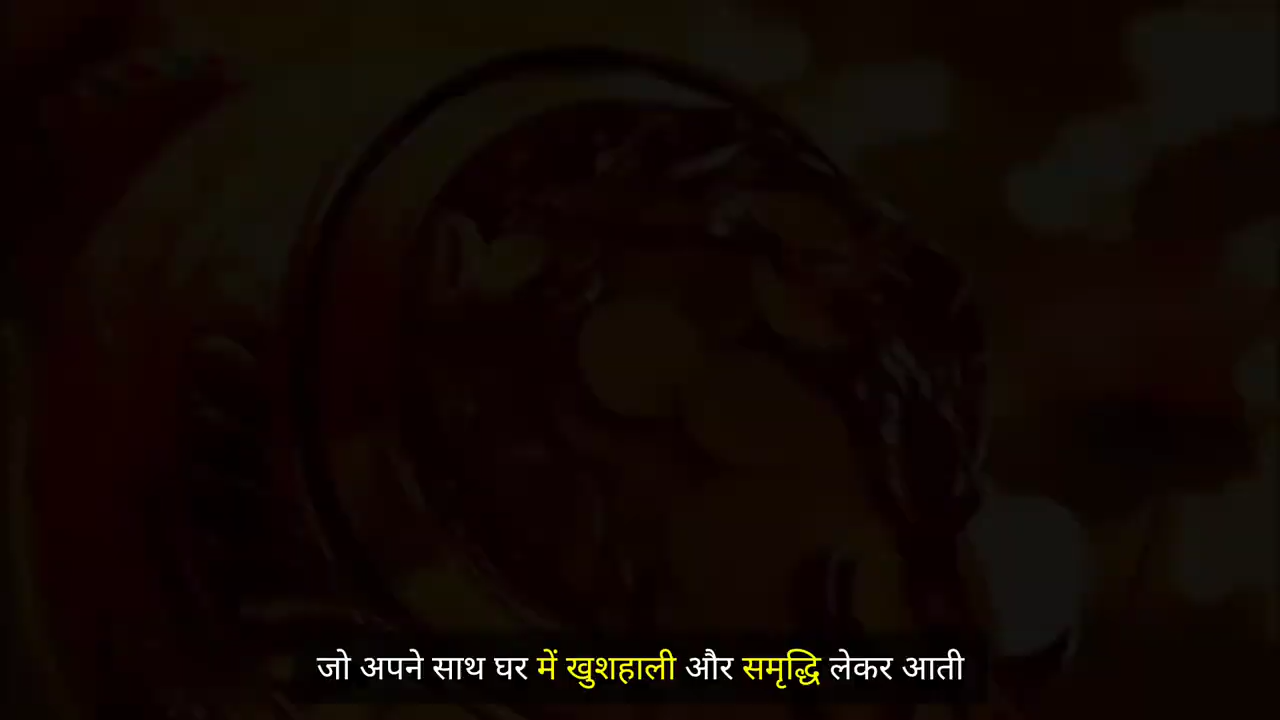 जो अपने साथ घर में खुशहाली और समृद्धि लेकर आती